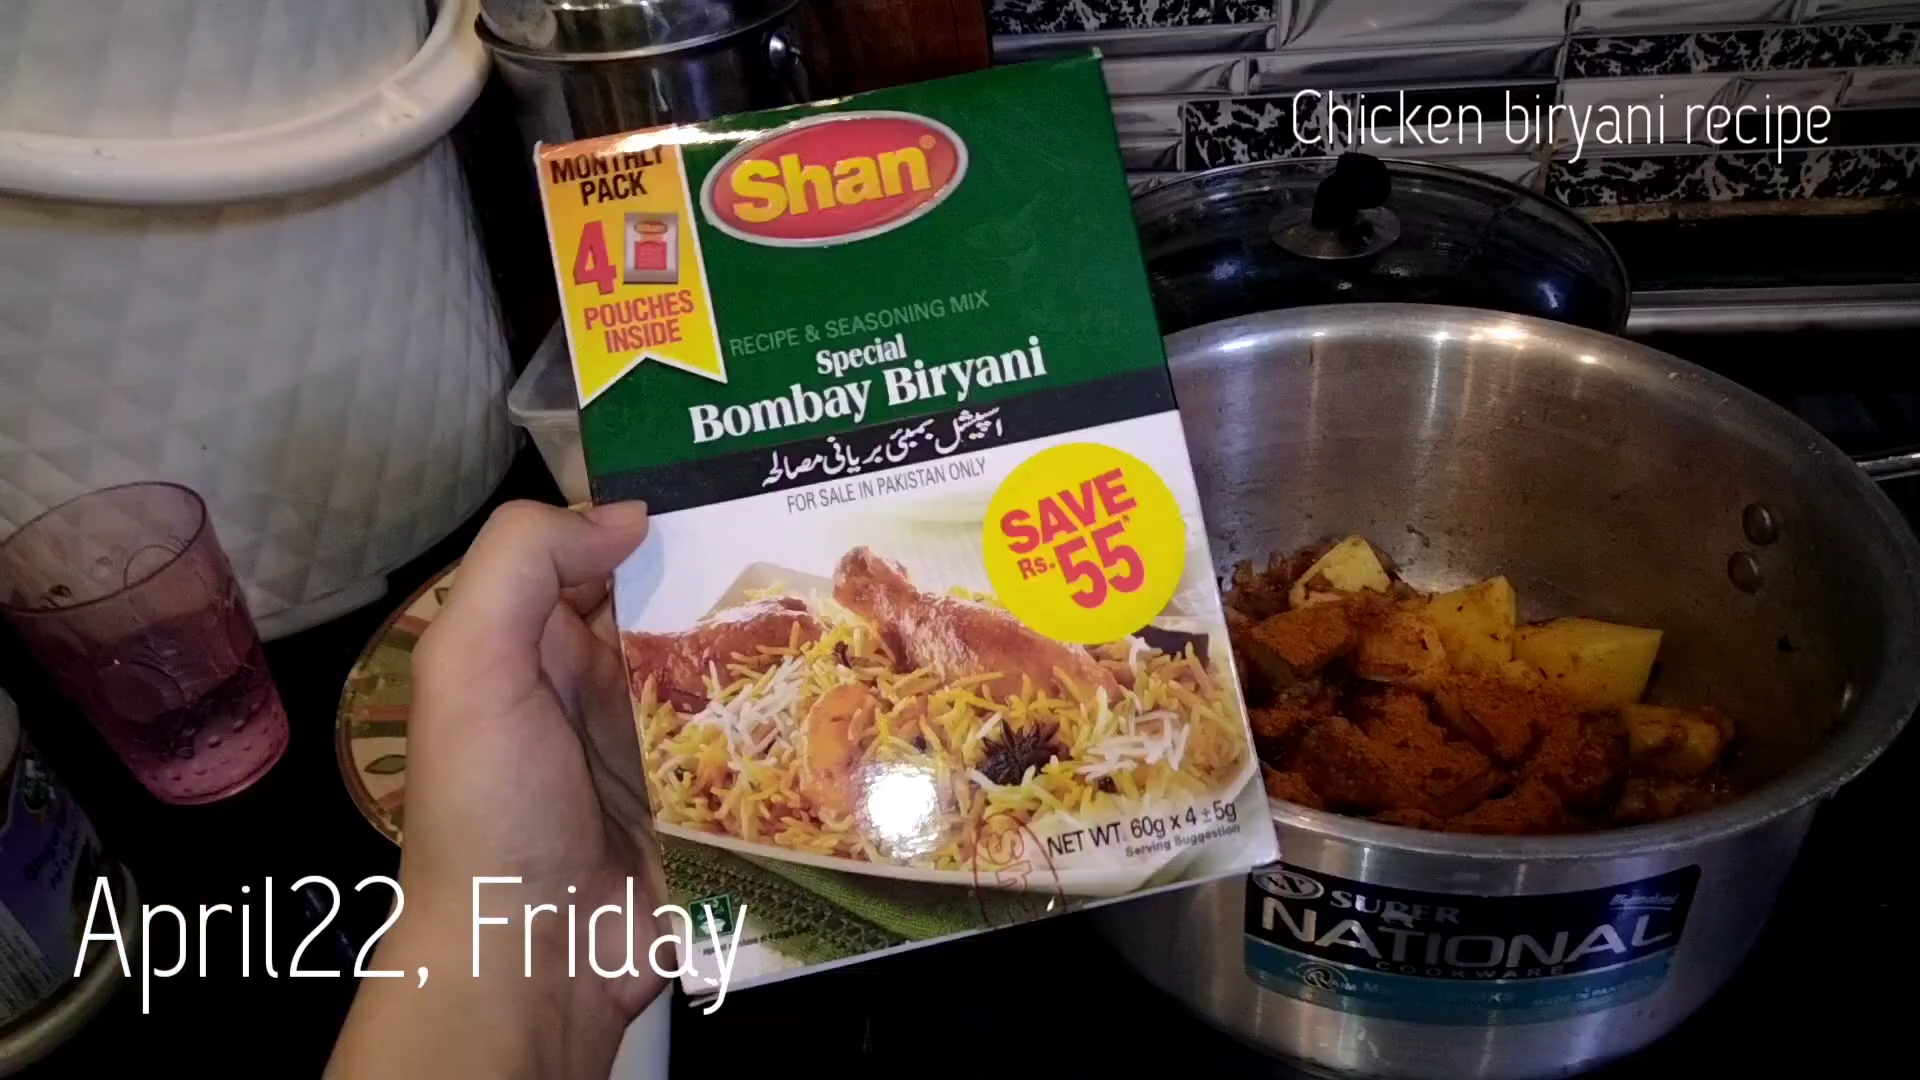 Chicken biryani recipe
MONTHLY
PACK
4
POUCHES
INSIDE
Shan
RECIPE & SEASONING MIX
Special
Bombay Biryani
اسپیشل بمبئی بریانی مصالحہ
FOR SALE IN PAKISTAN ONLY
SAVE
Rs. 55
NET WT. 60g x 4 ± 5g
Serving Suggestion
April22, Friday
SUPER
NATIONAL
COOKWARE